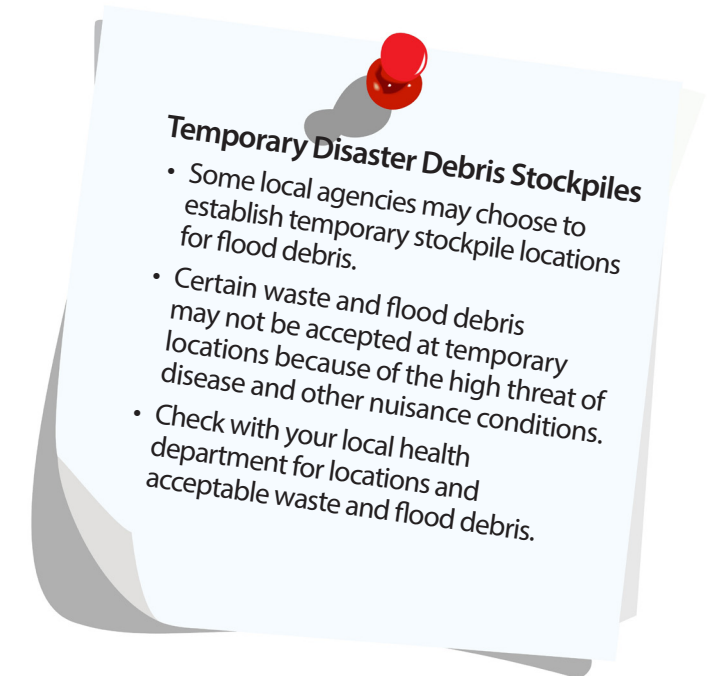 Temporary Disaster Debris Stockpiles
• Some local agencies may choose to
establish temporary stockpile locations
for flood debris.
• Certain waste and flood debris
may not be accepted at temporary
locations because of the high threat of
disease and other nuisance conditions.
• Check with your local health
department for locations and
acceptable waste and flood debris.